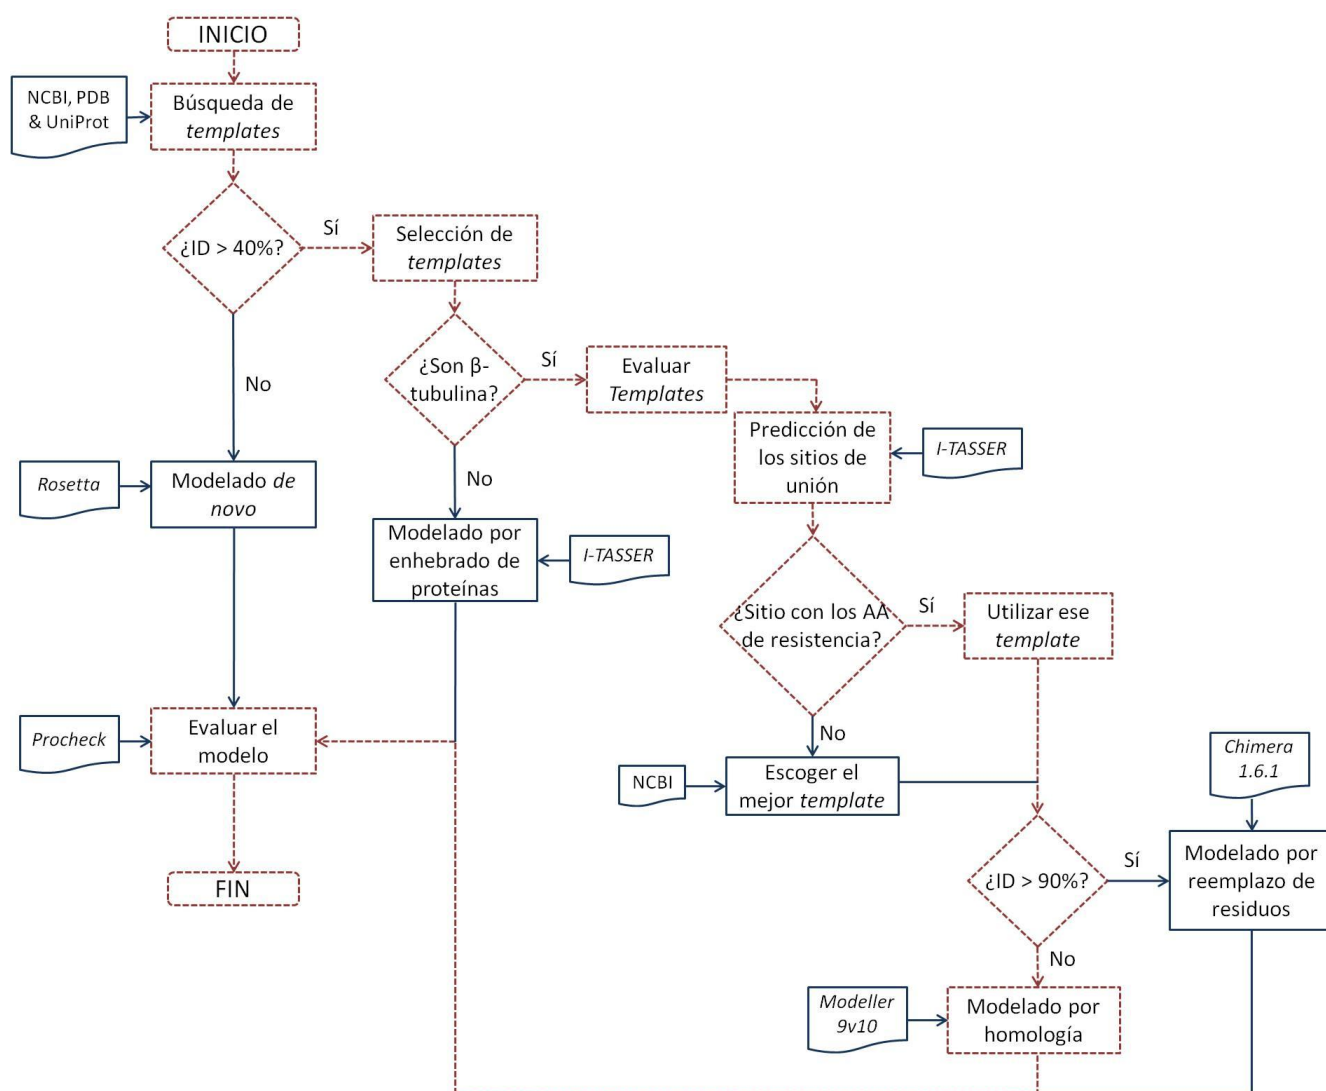 INICIO
NCBI, PDB
& UniProt
Búsqueda de
templates
¿ID > 40%?
Sí
Selección de
templates
No
¿Son β-
tubulina?
Sí
Evaluar
Templates
No
Predicción de
los sitios de
unión
I-TASSER
Rosetta
Modelado de
novo
Modelado por
enhebrado de
proteínas
I-TASSER
¿Sitio con los AA
de resistencia?
Sí
Utilizar ese
template
No
Procheck
Evaluar el
modelo
NCBI
Escoger el
mejor template
Chimera
1.6.1
FIN
¿ID > 90%?
Sí
Modelado por
reemplazo de
residuos
No
Modeller
9v10
Modelado por
homología